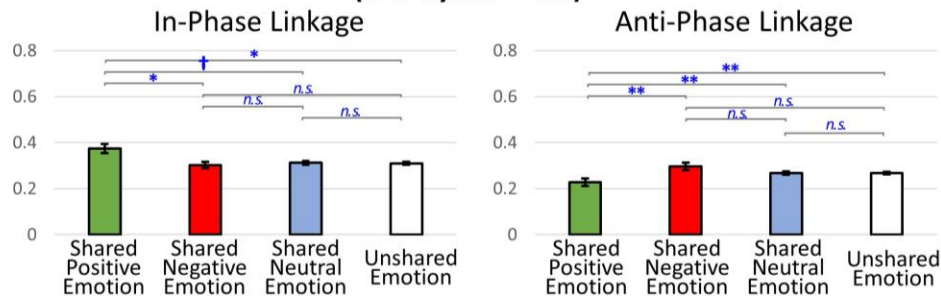 In-Phase Linkage
0.8
0.6
0.4
0.2
0
*
†
*
n.s.
n.s.
n.s.
Shared Positive Emotion
Shared Negative Emotion
Shared Neutral Emotion
Unshared Emotion
Anti-Phase Linkage
0.8
0.6
0.4
0.2
0
**
**
**
n.s.
n.s.
n.s.
Shared Positive Emotion
Shared Negative Emotion
Shared Neutral Emotion
Unshared Emotion